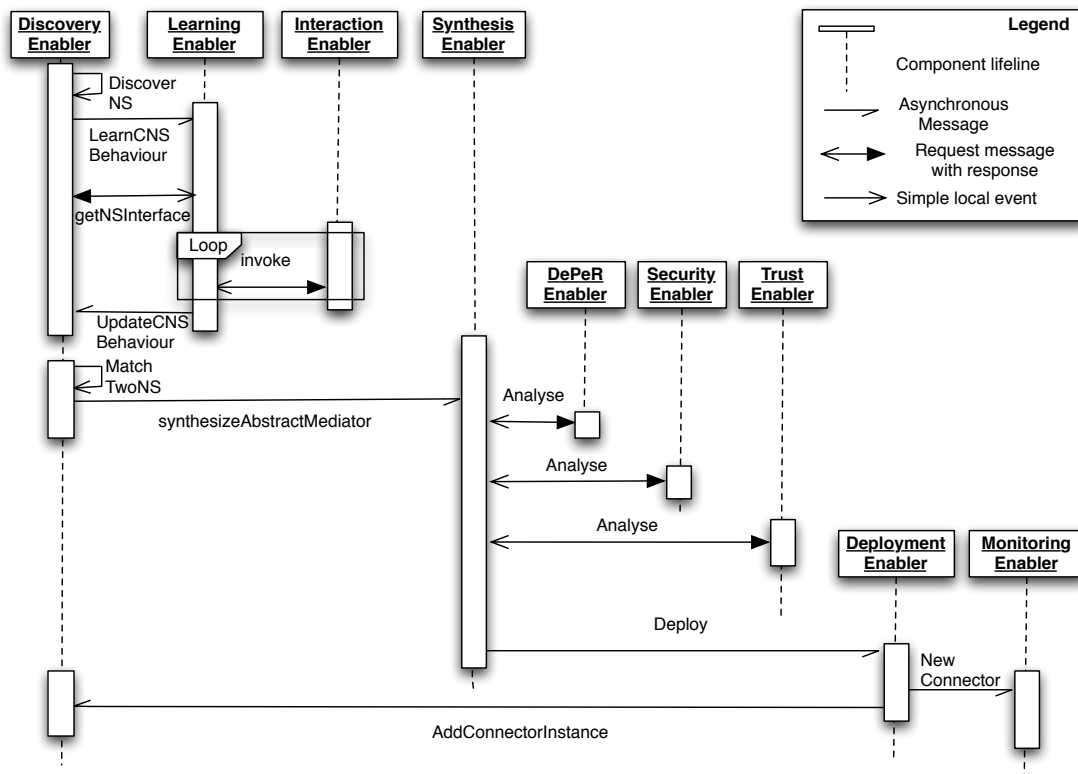 Discovery
Enabler
Learning
Enabler
Interaction
Enabler
Synthesis
Enabler
Legend
Component lifeline
Asynchronous
Message
Request message
with response
Simple local event
Discover
NS
LearnCNS
Behaviour
getNSInterface
Loop
invoke
UpdateCNS
Behaviour
DePeR
Enabler
Security
Enabler
Trust
Enabler
Match
TwoNS
synthesizeAbstractMediator
Analyse
Analyse
Analyse
Deployment
Enabler
Monitoring
Enabler
Deploy
New
Connector
AddConnectorInstance